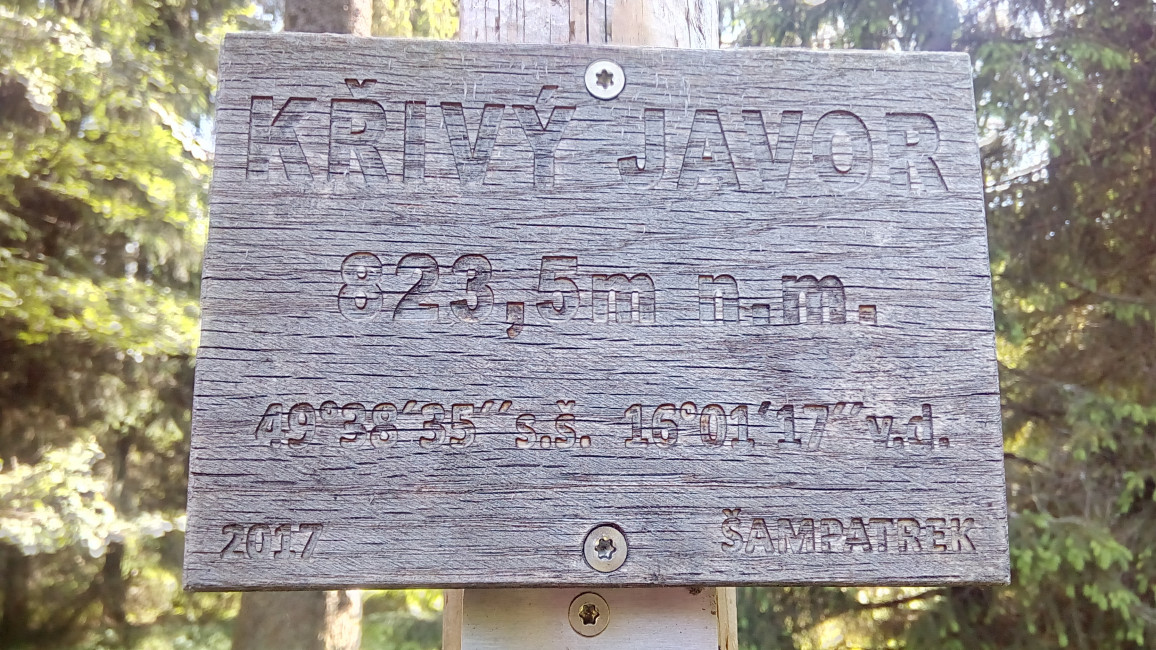 KŘIVÝ JAVOR
823,5m n.m.
49°38´35´´s.š. 16°01´17´´v.d.
2017 ŠAMPATREK